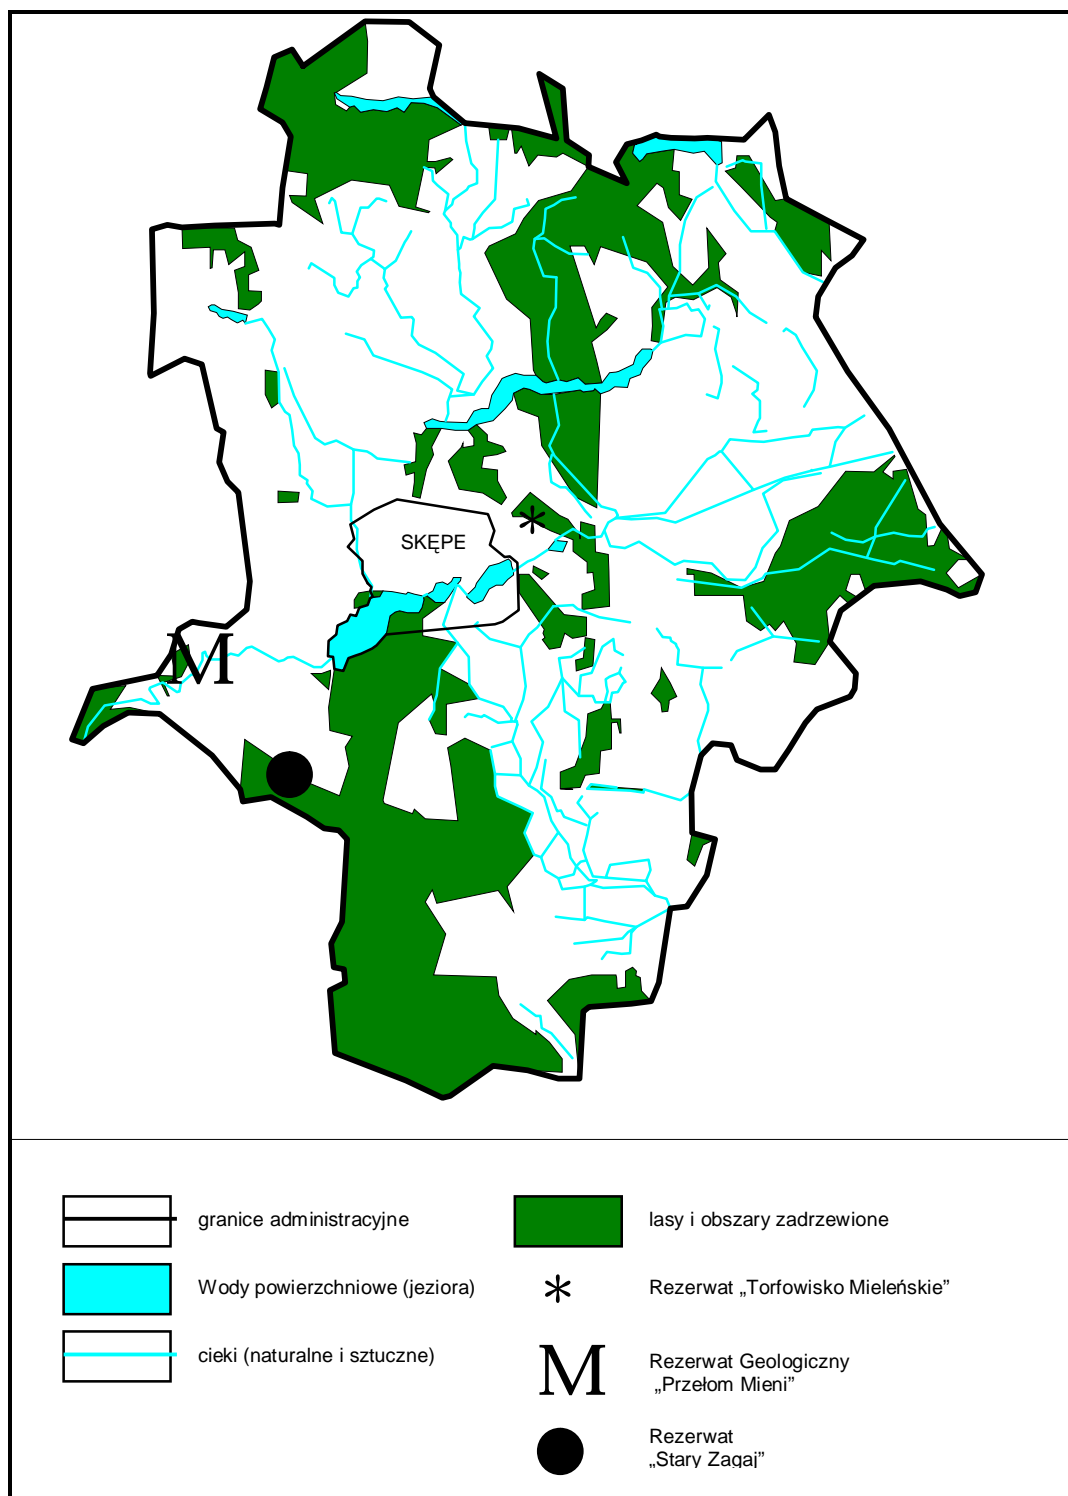 SKĘPE
M
granice administracyjne
lasy i obszary zadrzewione
Wody powierzchniowe (jeziora)
Rezerwat „Torfowisko Mieleńskie”
cieki (naturalne i sztuczne)
M
Rezerwat Geologiczny
„Przełom Mieni”
Rezerwat
„Stary Zagaj”